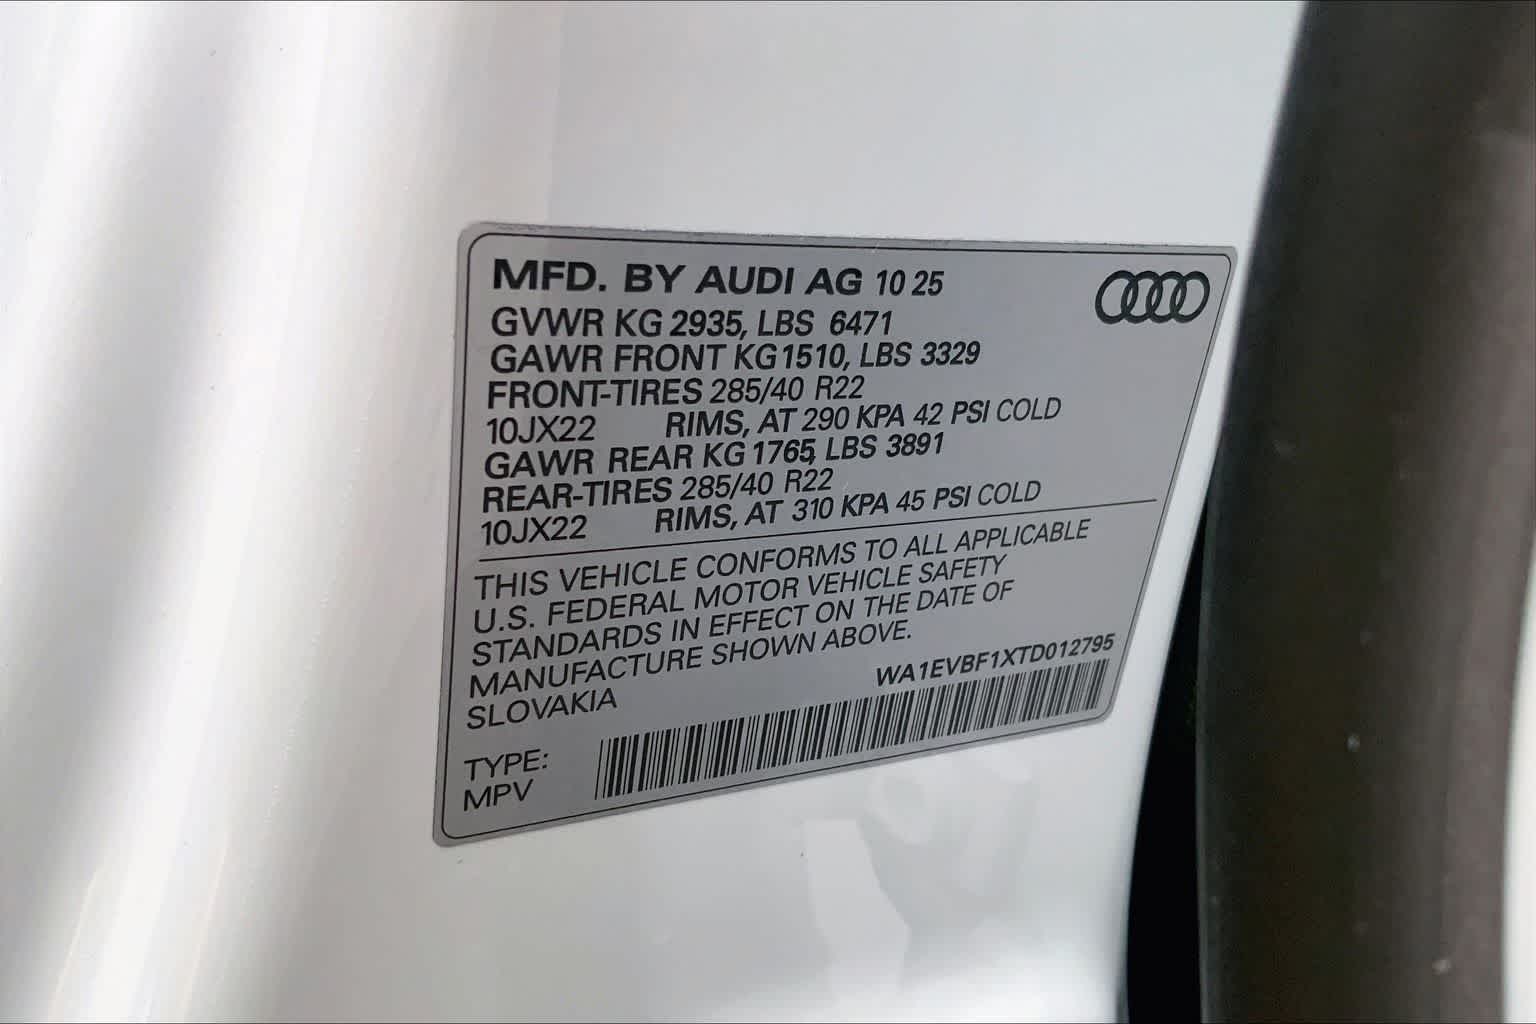 MFD. BY AUDI AG 10 25
GVWR KG 2935, LBS 6471
GAWR FRONT KG 1510, LBS 3329
FRONT-TIRES 285/40 R22
10JX22 RIMS, AT 290 KPA 42 PSI COLD
GAWR REAR KG 1765, LBS 3891
REAR-TIRES 285/40 R22
10JX22 RIMS, AT 310 KPA 45 PSI COLD
THIS VEHICLE CONFORMS TO ALL APPLICABLE
U.S. FEDERAL MOTOR VEHICLE SAFETY
STANDARDS IN EFFECT ON THE DATE OF
MANUFACTURE SHOWN ABOVE.
SLOVAKIA
WA1EVBF1XTD012795
TYPE:
MPV